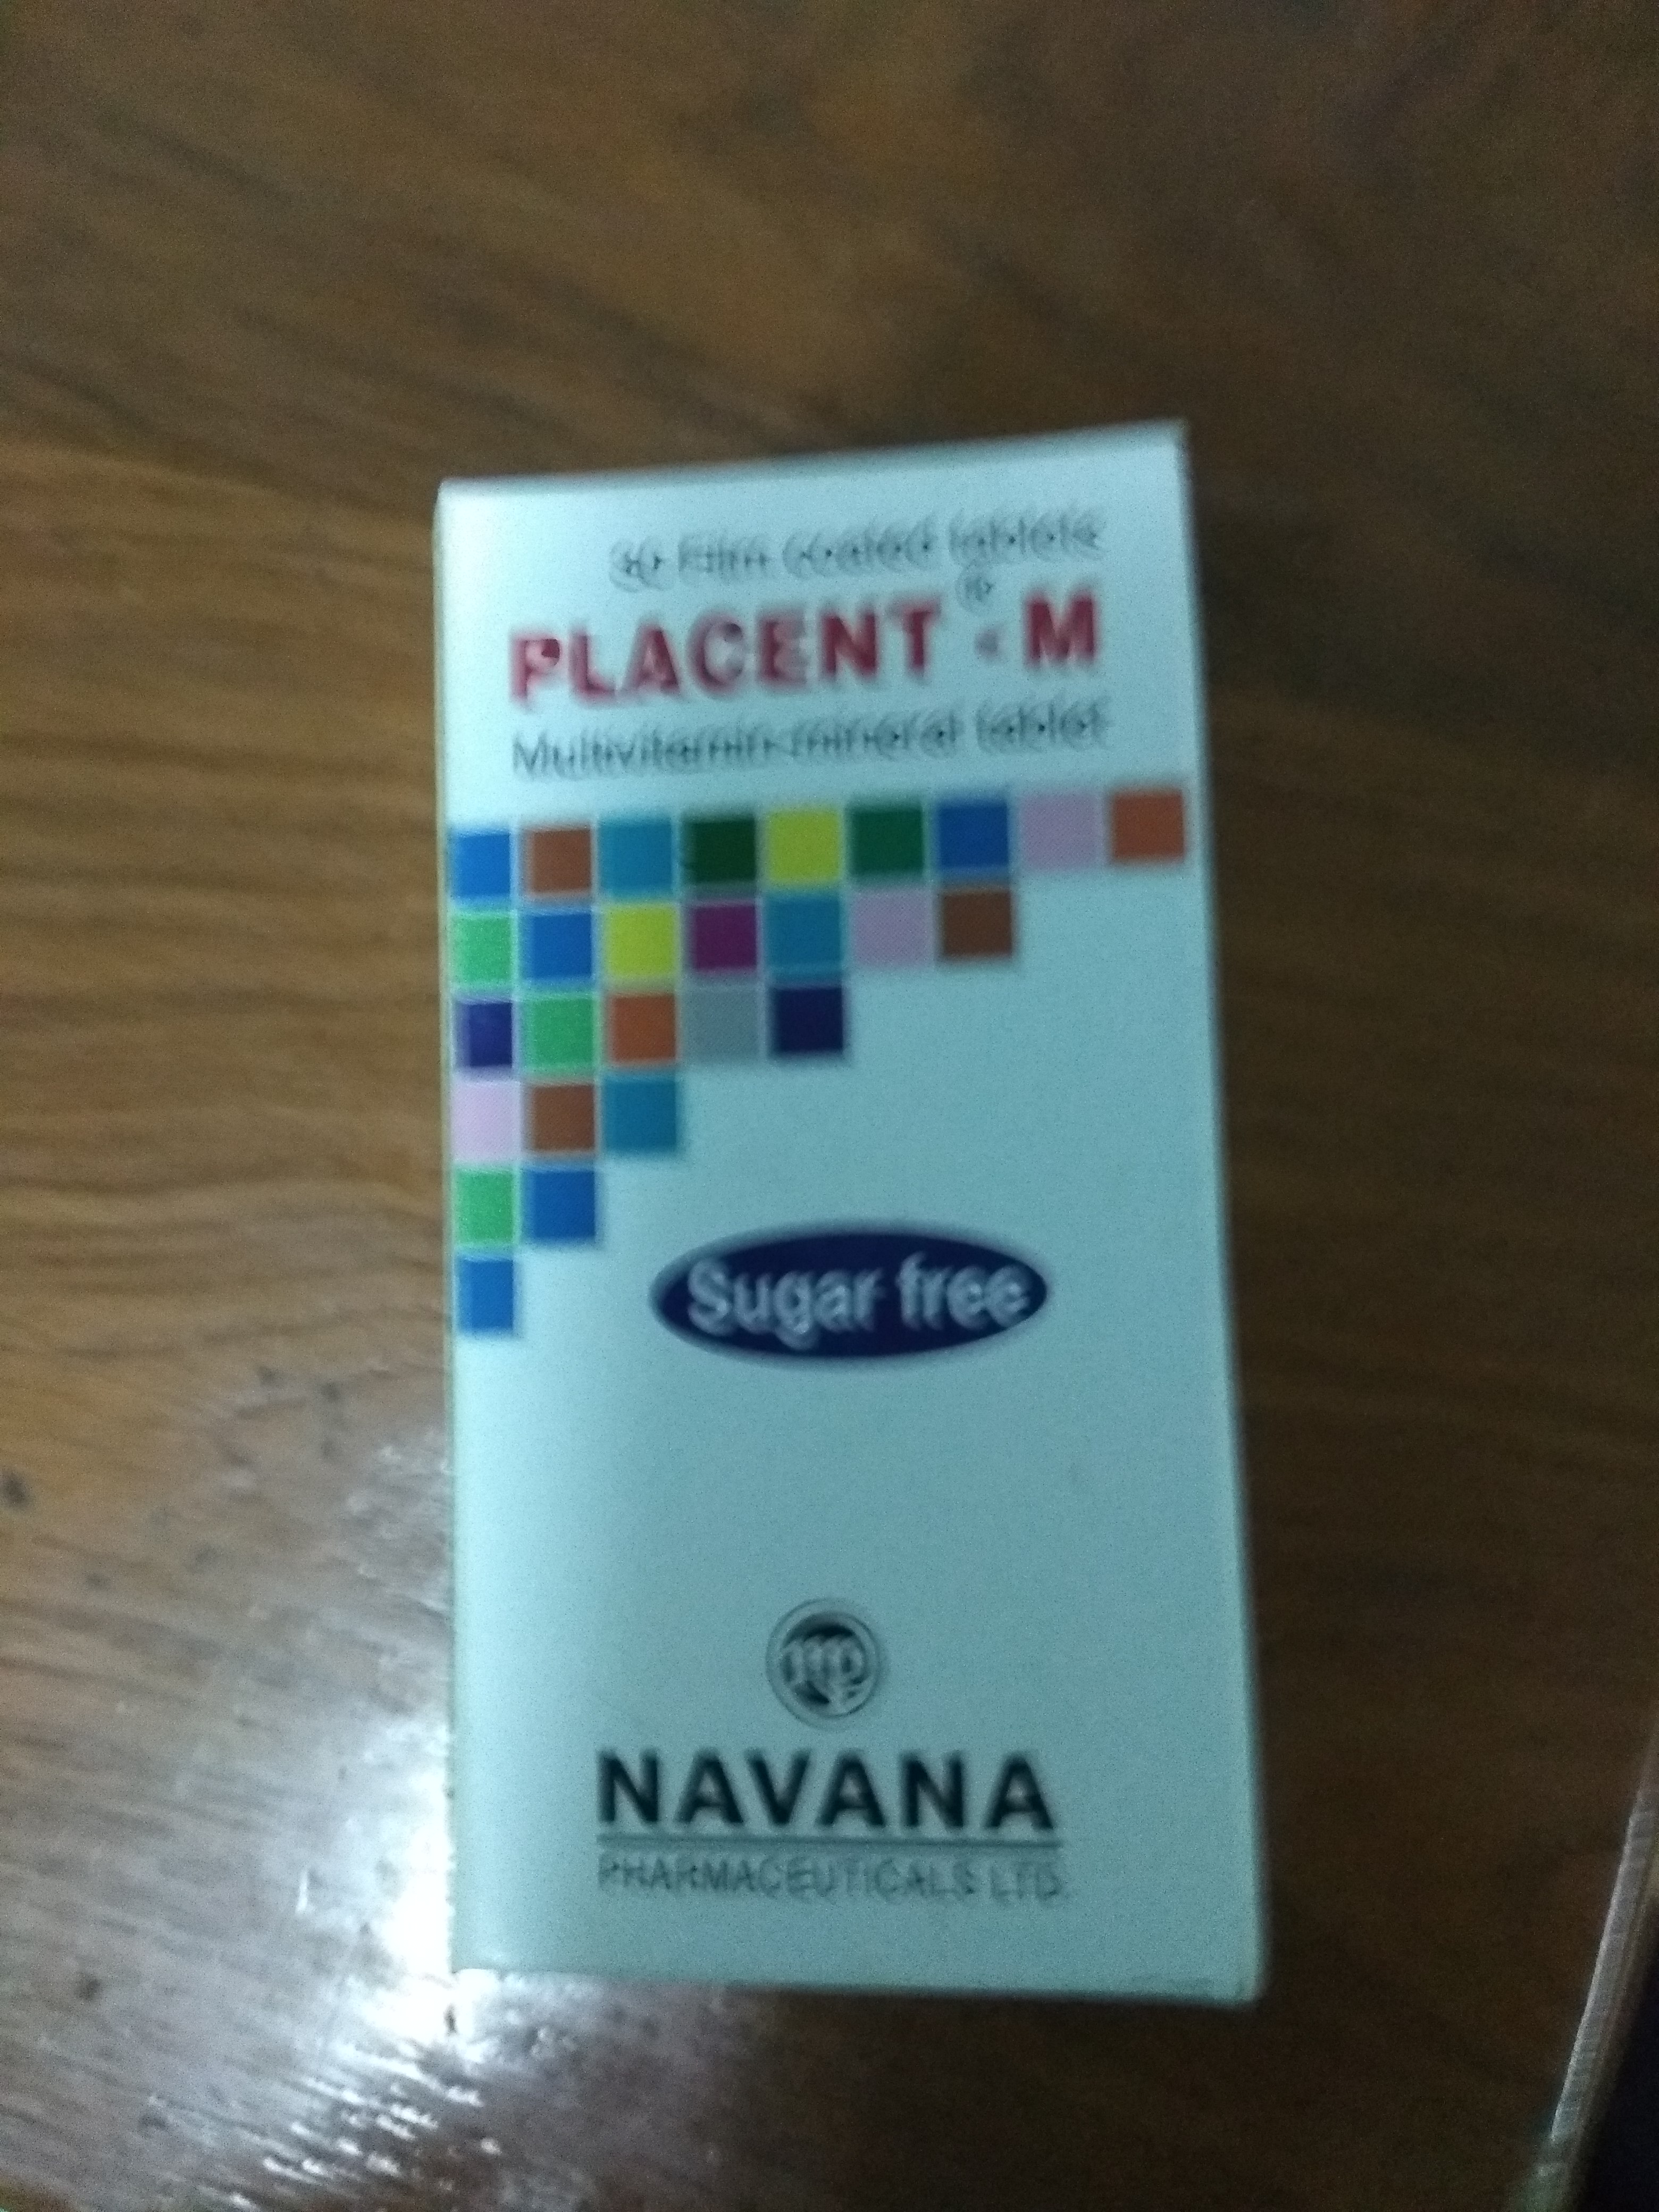 30 Film coated tablets
PLACENT ® - M
Multivitamin-mineral tablet
Sugar free
NAVANA
PHARMACEUTICALS LTD.